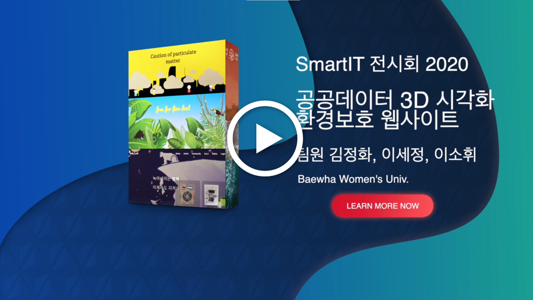 Caution of particulate
matter
SmartIT 전시회 2020
공공데이터 3D 시각화
환경보호 웹사이트
팀원 김정화, 이세정, 이소휘
Baewha Women's Univ.
LEARN MORE NOW